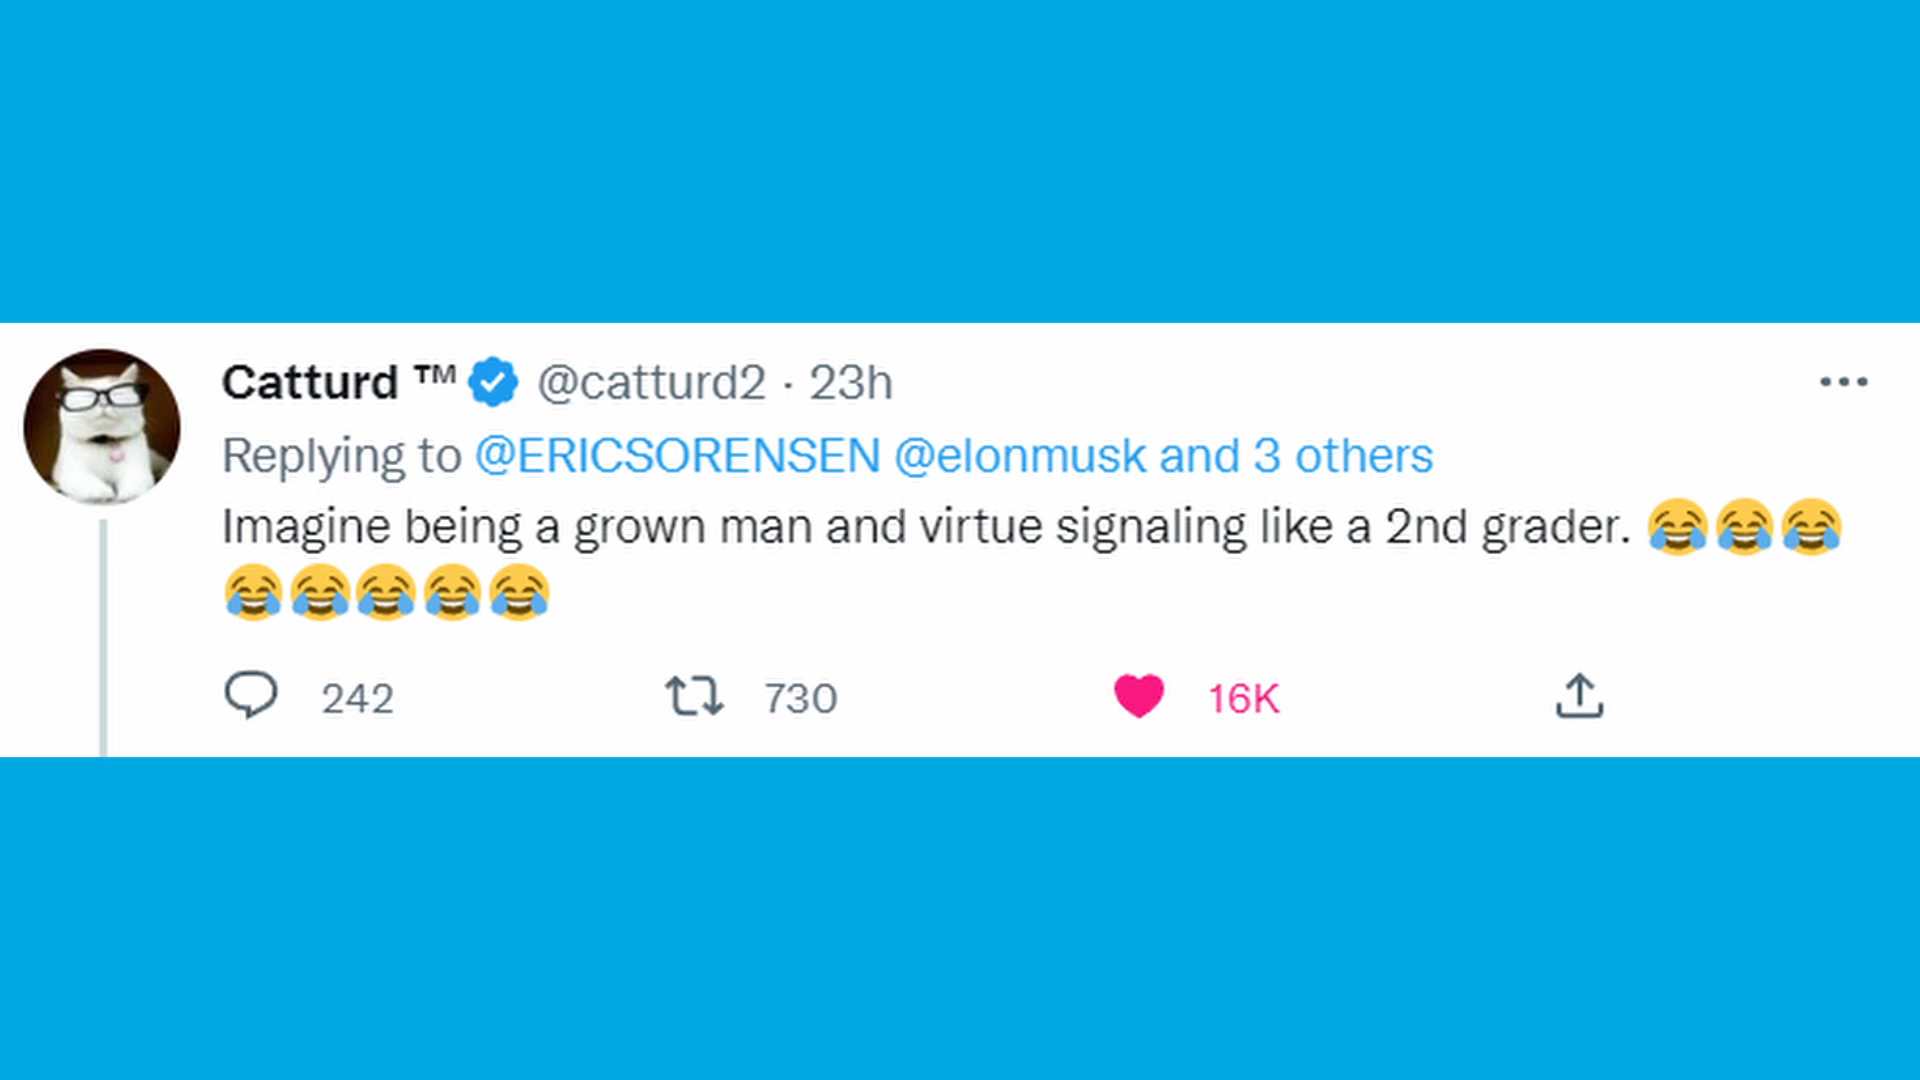 Catturd ™ @catturd2 · 23h
Replying to @ERICSORENSEN @elonmusk and 3 others
Imagine being a grown man and virtue signaling like a 2nd grader. 😂😂😂
😂😂😂😂😂
242 730 16K